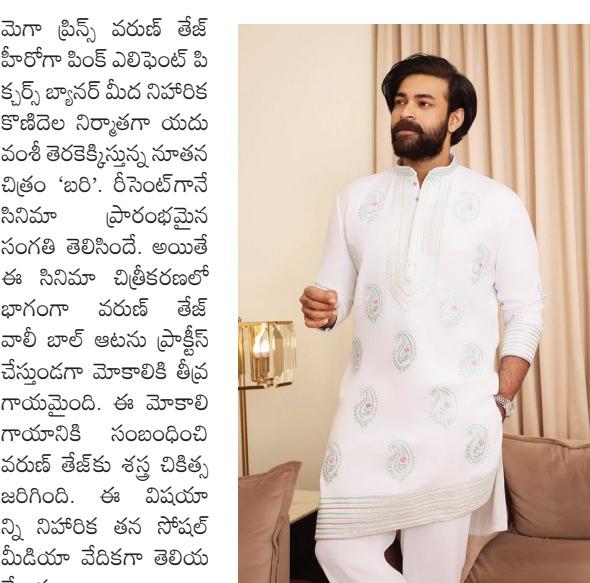 మెగా ప్రిన్స్ వరుణ్ తేజ్
హీరోగా పింక్ ఎలిఫెంట్ పి
క్చర్స్ బ్యానర్ మీద నిహారిక
కొణిదెల నిర్మాతగా యదు
వంశీ తెరకెక్కిస్తున్న నూతన
చిత్రం ‘బరి’. రీసెంట్‌గానే
సినిమా ప్రారంభమైన
సంగతి తెలిసిందే. అయితే
ఈ సినిమా చిత్రీకరణలో
భాగంగా వరుణ్ తేజ్
వాలీ బాల్ ఆటను ప్రాక్టీస్
చేస్తుండగా మోకాలికి తీవ్ర
గాయమైంది. ఈ మోకాలి
గాయానికి సంబంధించి
వరుణ్ తేజ్‌కు శస్త్ర చికిత్స
జరిగింది. ఈ విషయా
న్ని నిహారిక తన సోషల్
మీడియా వేదికగా తెలియ